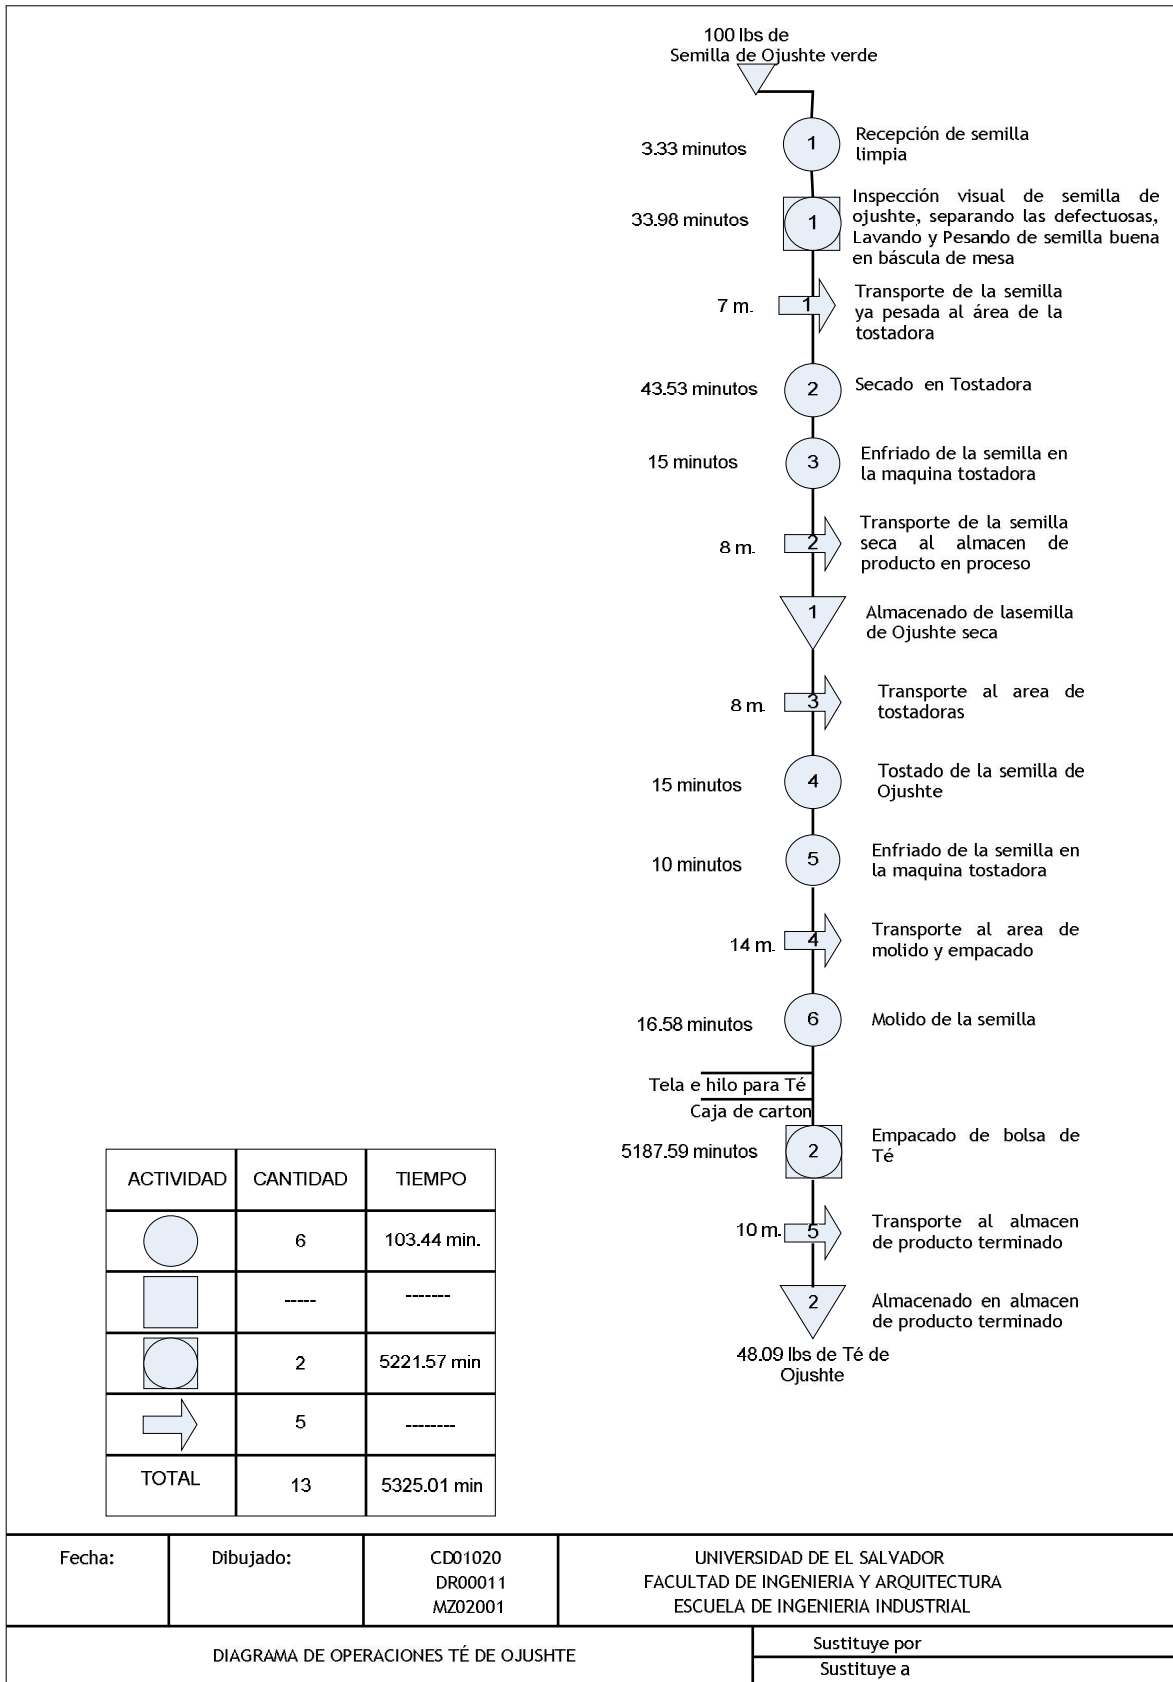 100 lbs de
Semilla de Ojushte verde
3.33 minutos
1
Recepción de semilla
limpia
33.98 minutos
1
Inspección visual de semilla de
ojushte, separando las defectuosas,
Lavando y Pesando de semilla buena
en báscula de mesa
7 m.
1
Transporte de la semilla
ya pesada al área de la
tostadora
43.53 minutos
2
Secado en Tostadora
15 minutos
3
Enfriado de la semilla en
la maquina tostadora
8 m.
2
Transporte de la semilla
seca al almacen de
producto en proceso
1
Almacenado de lasemilla
de Ojushte seca
8 m.
3
Transporte al area de
tostadoras
15 minutos
4
Tostado de la semilla de
Ojushte
10 minutos
5
Enfriado de la semilla en
la maquina tostadora
14 m.
4
Transporte al area de
molido y empacado
16.58 minutos
6
Molido de la semilla
Tela e hilo para Té
Caja de carton
5187.59 minutos
2
Empacado de bolsa de
Té
10 m.
5
Transporte al almacen
de producto terminado
2
Almacenado en almacen
de producto terminado
48.09 lbs de Té de
Ojushte
ACTIVIDAD CANTIDAD TIEMPO
6 103.44 min.
----- -------
2 5221.57 min
5 --------
TOTAL 13 5325.01 min
Fecha:
Dibujado:
CD01020
DR00011
MZ02001
UNIVERSIDAD DE EL SALVADOR
FACULTAD DE INGENIERIA Y ARQUITECTURA
ESCUELA DE INGENIERIA INDUSTRIAL
DIAGRAMA DE OPERACIONES TÉ DE OJUSHTE
Sustituye por
Sustituye a